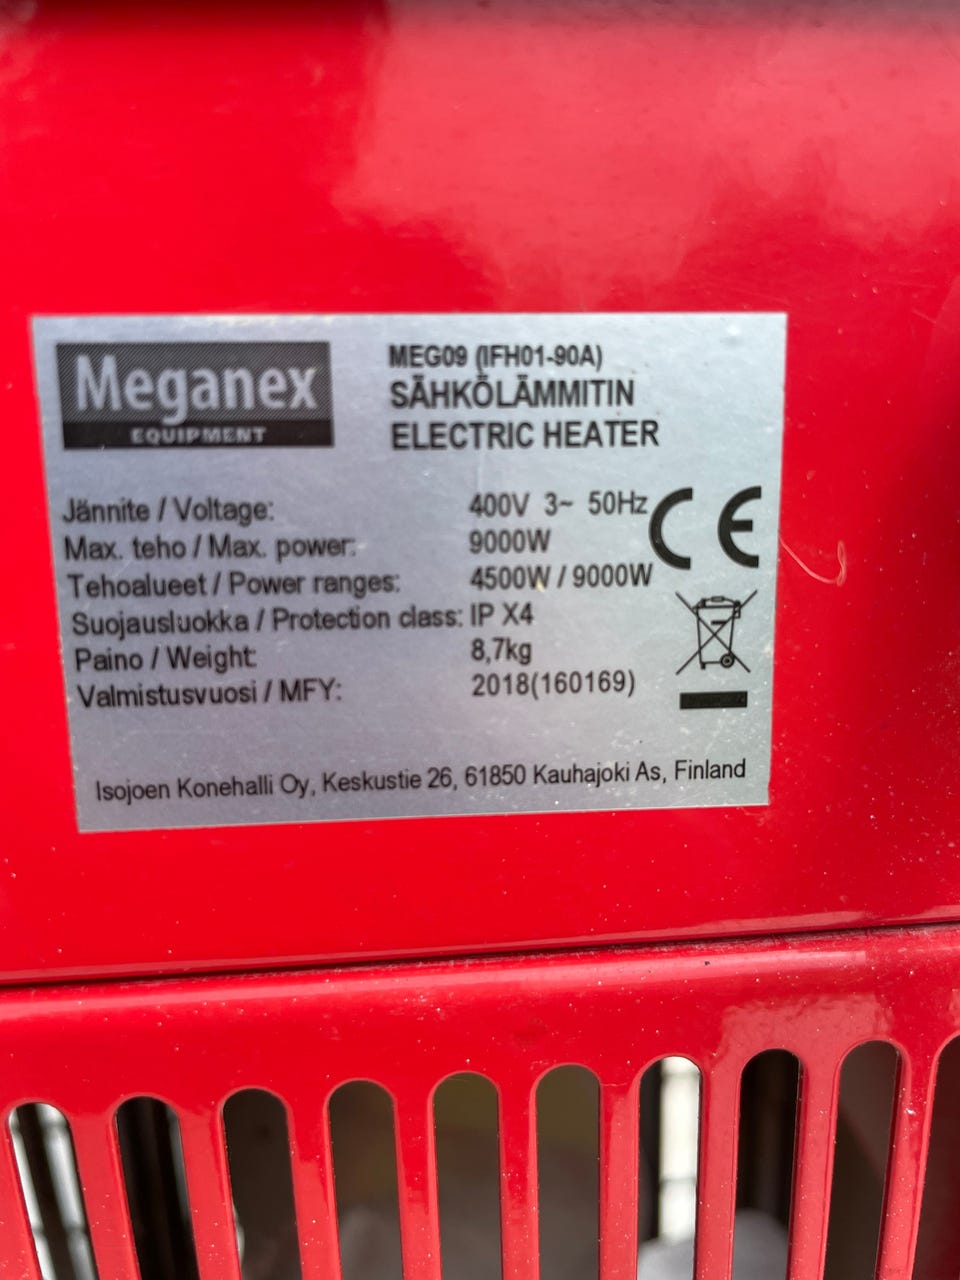 Meganex
EQUIPMENT
MEG09 (IFH01-90A)
SÄHKÖLÄMMITIN
ELECTRIC HEATER
Jännite / Voltage: 400V 3~ 50Hz
Max. teho / Max. power: 9000W
Tehoalueet / Power ranges: 4500W / 9000W
Suojausluokka / Protection class: IP X4
Paino / Weight: 8,7kg
Valmistusvuosi / MFY: 2018(160169)
CE
Isojoen Konehalli Oy, Keskustie 26, 61850 Kauhajoki As, Finland